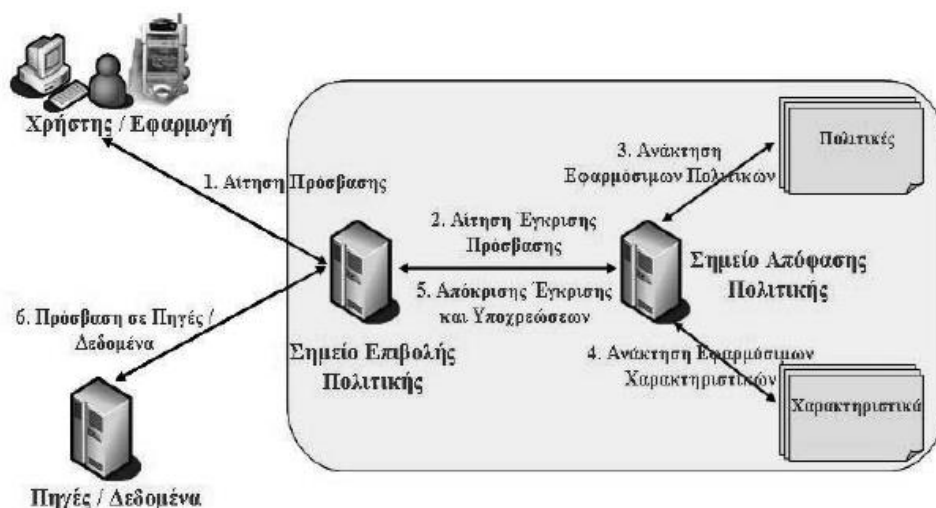 Χρήστης / Εφαρμογή
1. Αίτηση Πρόσβασης
6. Πρόσβαση σε Πηγές /
Δεδομένα
Πηγές / Δεδομένα
Σημείο Επιβολής
Πολιτικής
2. Αίτηση Έγκρισης
Πρόσβασης
5. Απόκρισης Έγκρισης
και Υποχρεώσεων
3. Ανάκτηση
Εφαρμόσιμων Πολιτικών
Πολιτικές
Σημείο Απόφασης
Πολιτικής
4. Ανάκτηση Εφαρμόσιμων
Χαρακτηριστικών
Χαρακτηριστικά